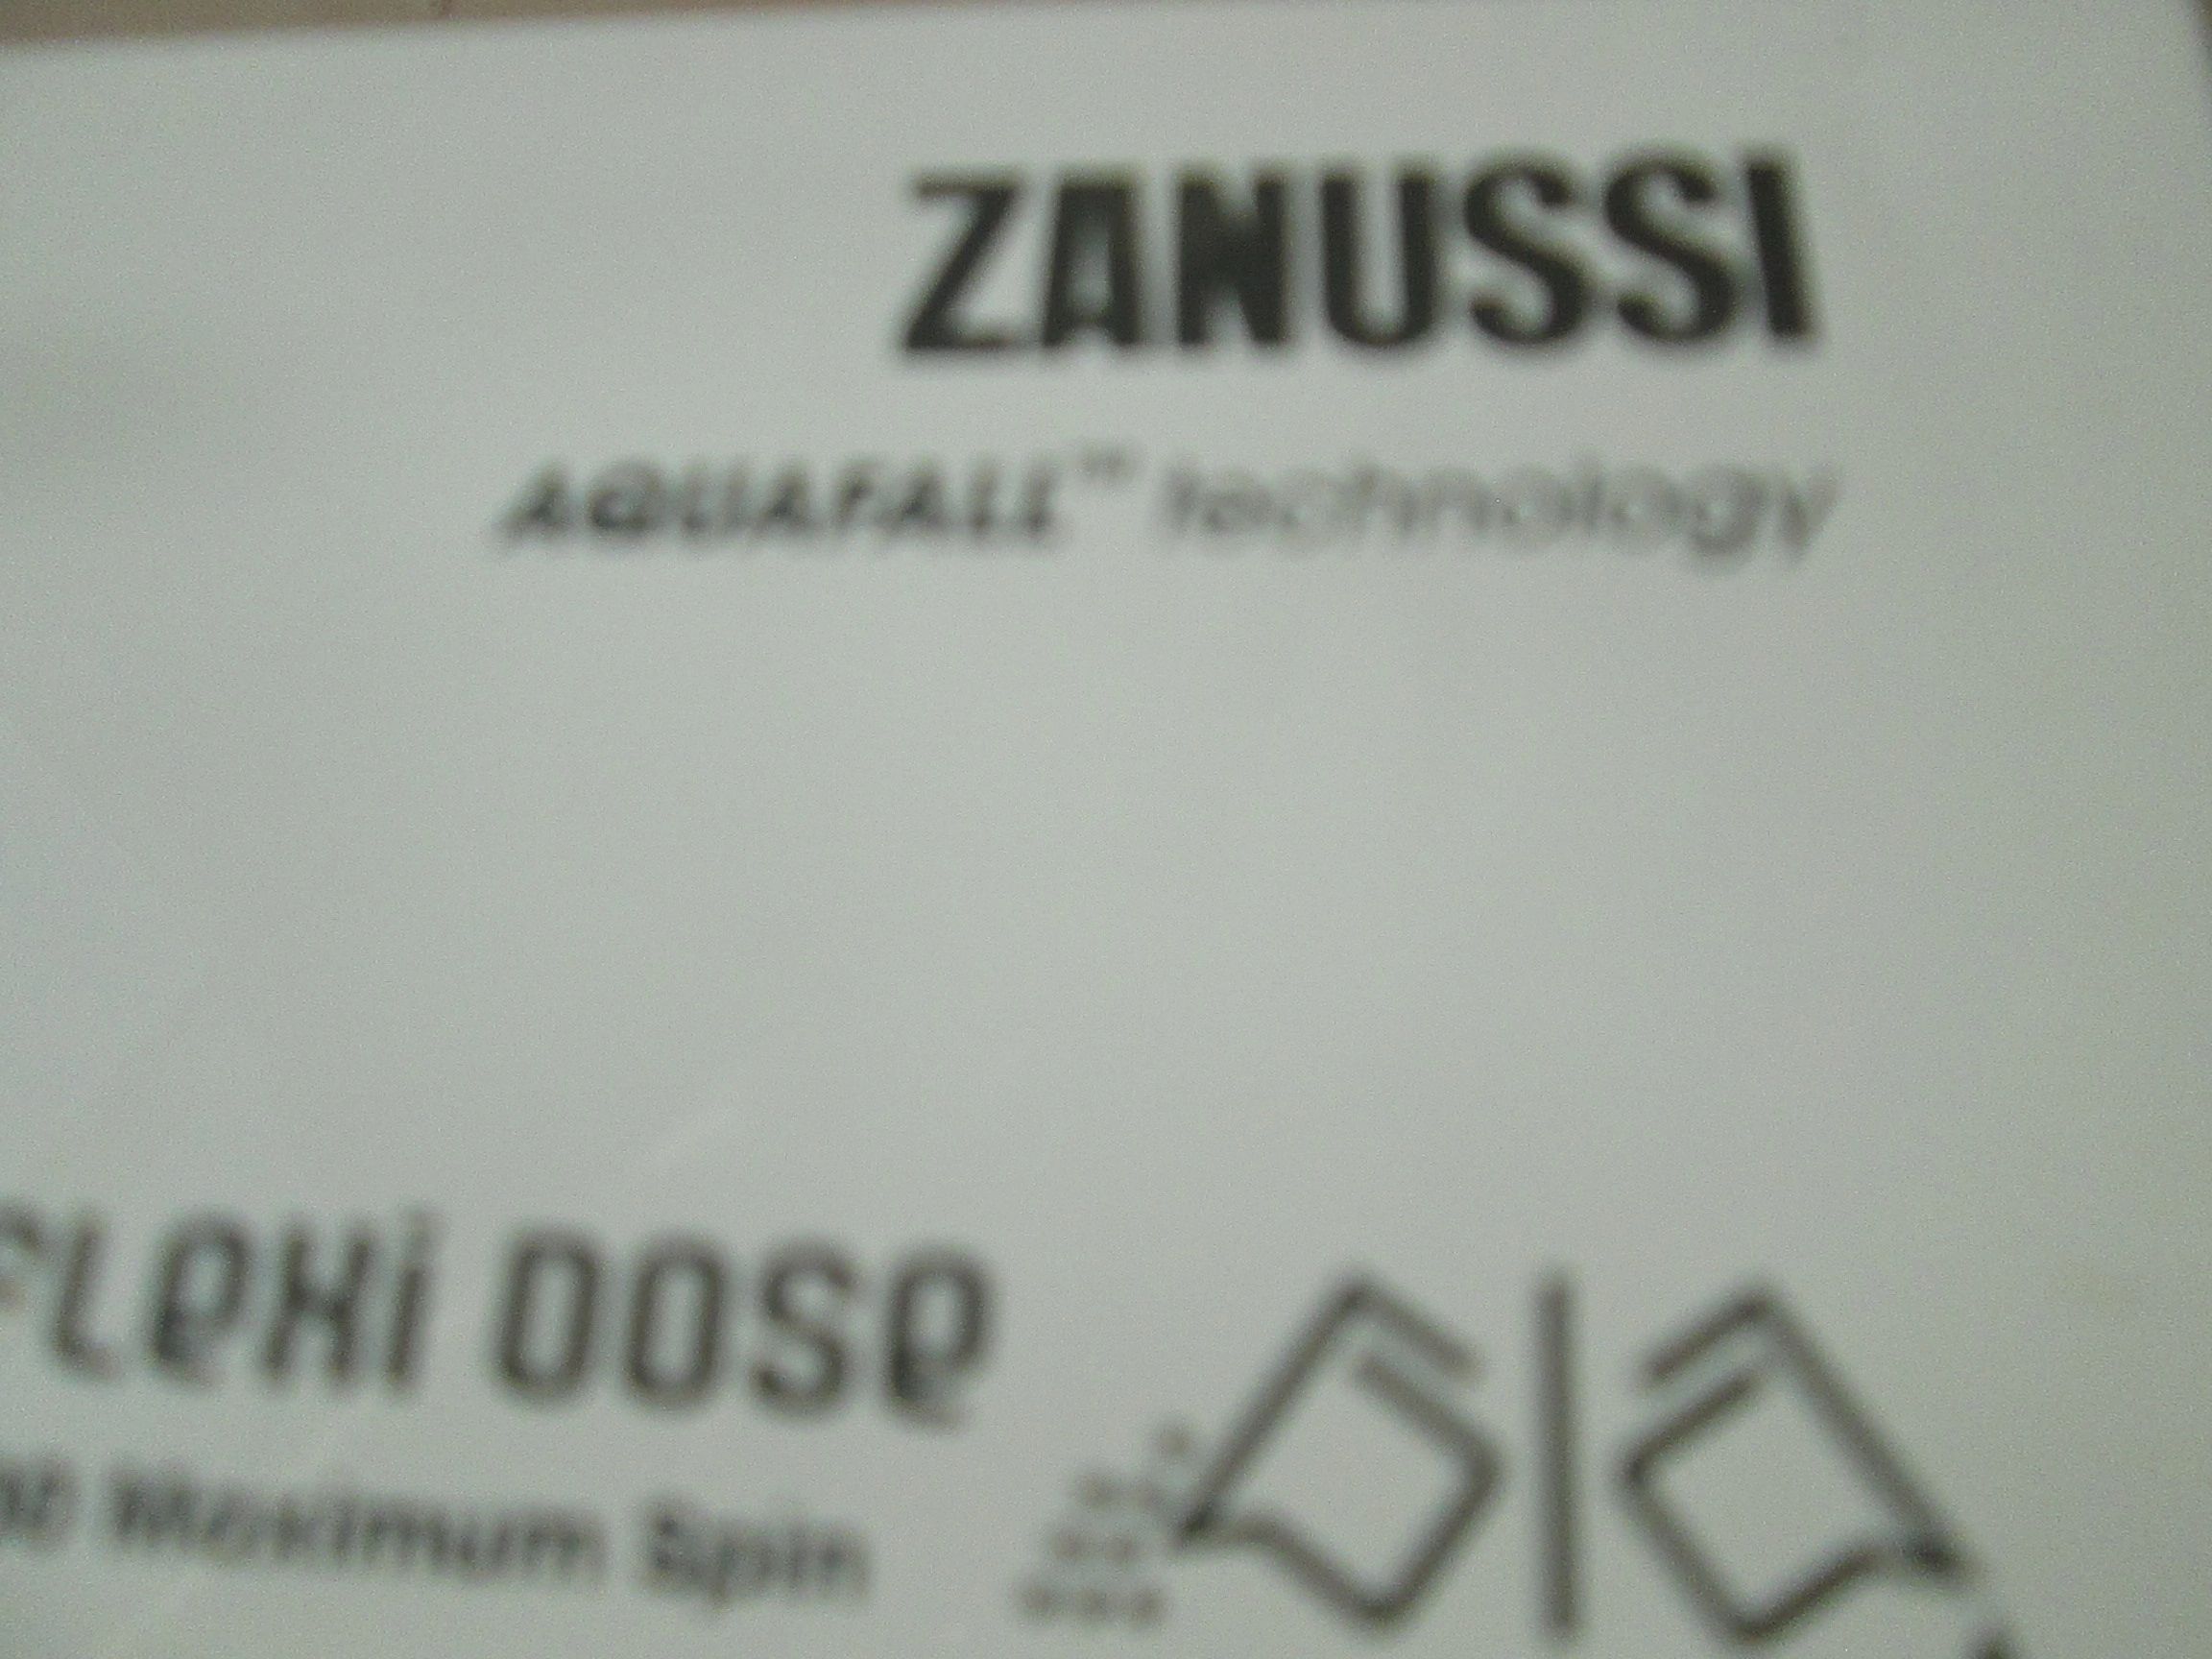 ZANUSSI
AQUAFALL™ technology
FLEXI DOSE
Maximum Spin